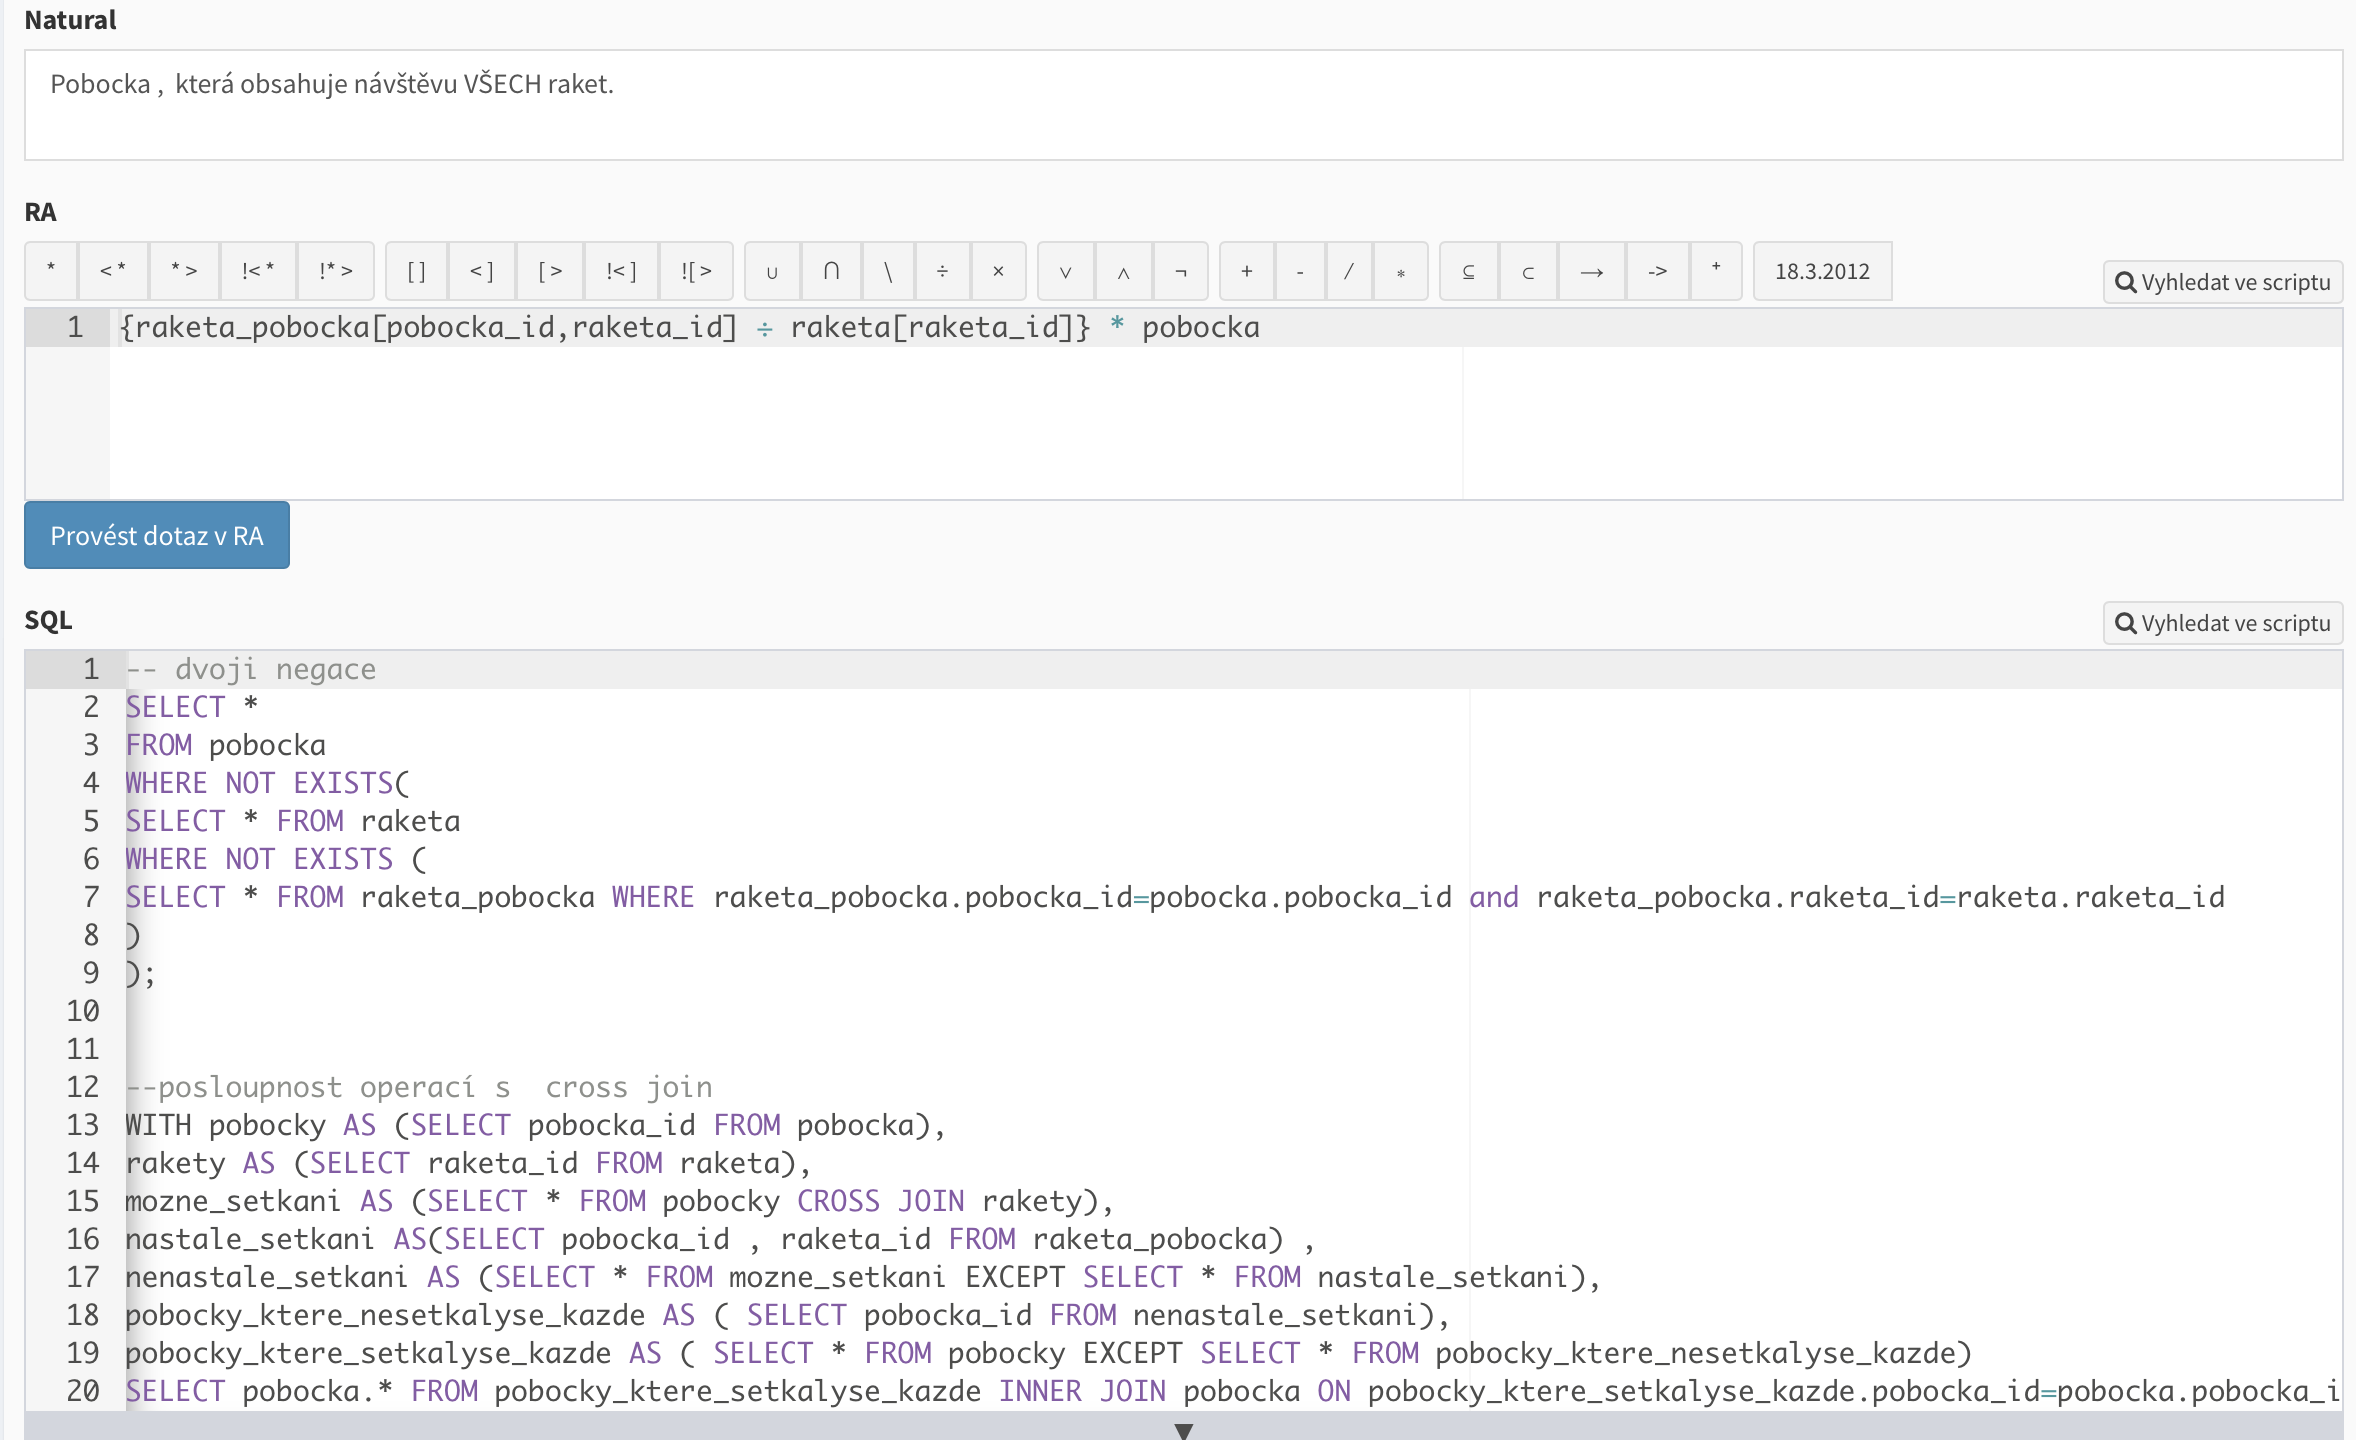 Natural
Pobocka , která obsahuje návštěvu VŠECH raket.
RA
* <* *> !<* !*> [] <] [> !<] ![> ∪ ∩ \ ÷ × ∨ ∧ ¬ + - / * ⊆ ⊂ → -> + 18.3.2012 Vyhledat ve scriptu
1 {raketa_pobocka[pobocka_id,raketa_id] ÷ raketa[raketa_id]} * pobocka
Provést dotaz v RA
SQL Vyhledat ve scriptu
1 -- dvoji negace
2 SELECT *
3 FROM pobocka
4 WHERE NOT EXISTS(
5 SELECT * FROM raketa
6 WHERE NOT EXISTS (
7 SELECT * FROM raketa_pobocka WHERE raketa_pobocka.pobocka_id=pobocka.pobocka_id and raketa_pobocka.raketa_id=raketa.raketa_id
8 )
9 );
10
11
12 --posloupnost operací s  cross join
13 WITH pobocky AS (SELECT pobocka_id FROM pobocka),
14 rakety AS (SELECT raketa_id FROM raketa),
15 mozne_setkani AS (SELECT * FROM pobocky CROSS JOIN rakety),
16 nastale_setkani AS(SELECT pobocka_id , raketa_id FROM raketa_pobocka) ,
17 nenastale_setkani AS (SELECT * FROM mozne_setkani EXCEPT SELECT * FROM nastale_setkani),
18 pobocky_ktere_nesetkalyse_kazde AS ( SELECT pobocka_id FROM nenastale_setkani),
19 pobocky_ktere_setkalyse_kazde AS ( SELECT * FROM pobocky EXCEPT SELECT * FROM pobocky_ktere_nesetkalyse_kazde)
20 SELECT pobocka.* FROM pobocky_ktere_setkalyse_kazde INNER JOIN pobocka ON pobocky_ktere_setkalyse_kazde.pobocka_id=pobocka.pobocka_i